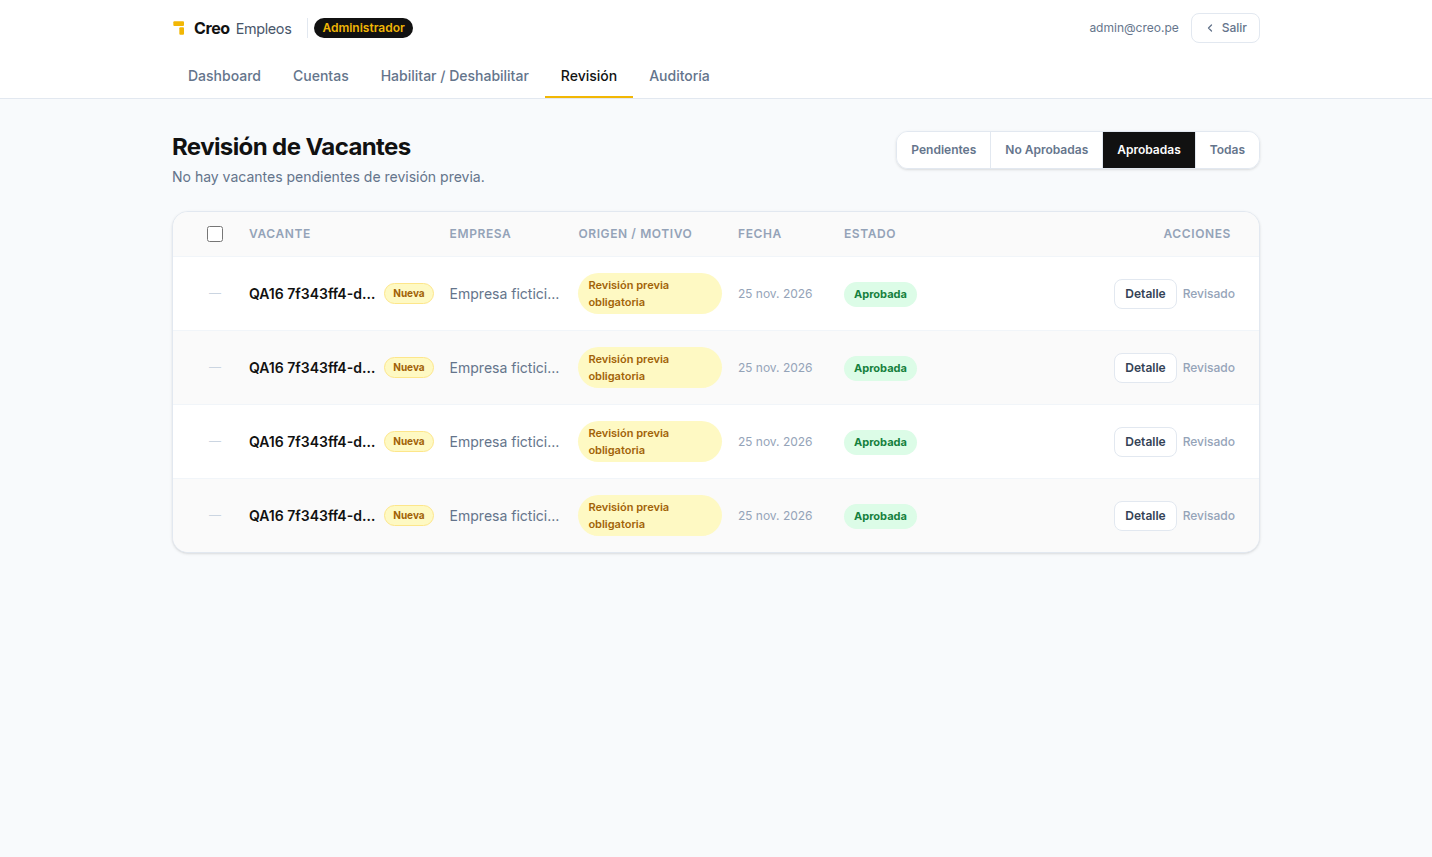 Creo Empleos Administrador admin@creo.pe Salir
Dashboard Cuentas Habilitar / Deshabilitar Revisión Auditoría
Revisión de Vacantes
No hay vacantes pendientes de revisión previa.
Pendientes No Aprobadas Aprobadas Todas
VACANTE EMPRESA ORIGEN / MOTIVO FECHA ESTADO ACCIONES
— QA16 7f343ff4-d... Nueva Empresa fictici... Revisión previa obligatoria 25 nov. 2026 Aprobada Detalle Revisado
— QA16 7f343ff4-d... Nueva Empresa fictici... Revisión previa obligatoria 25 nov. 2026 Aprobada Detalle Revisado
— QA16 7f343ff4-d... Nueva Empresa fictici... Revisión previa obligatoria 25 nov. 2026 Aprobada Detalle Revisado
— QA16 7f343ff4-d... Nueva Empresa fictici... Revisión previa obligatoria 25 nov. 2026 Aprobada Detalle Revisado